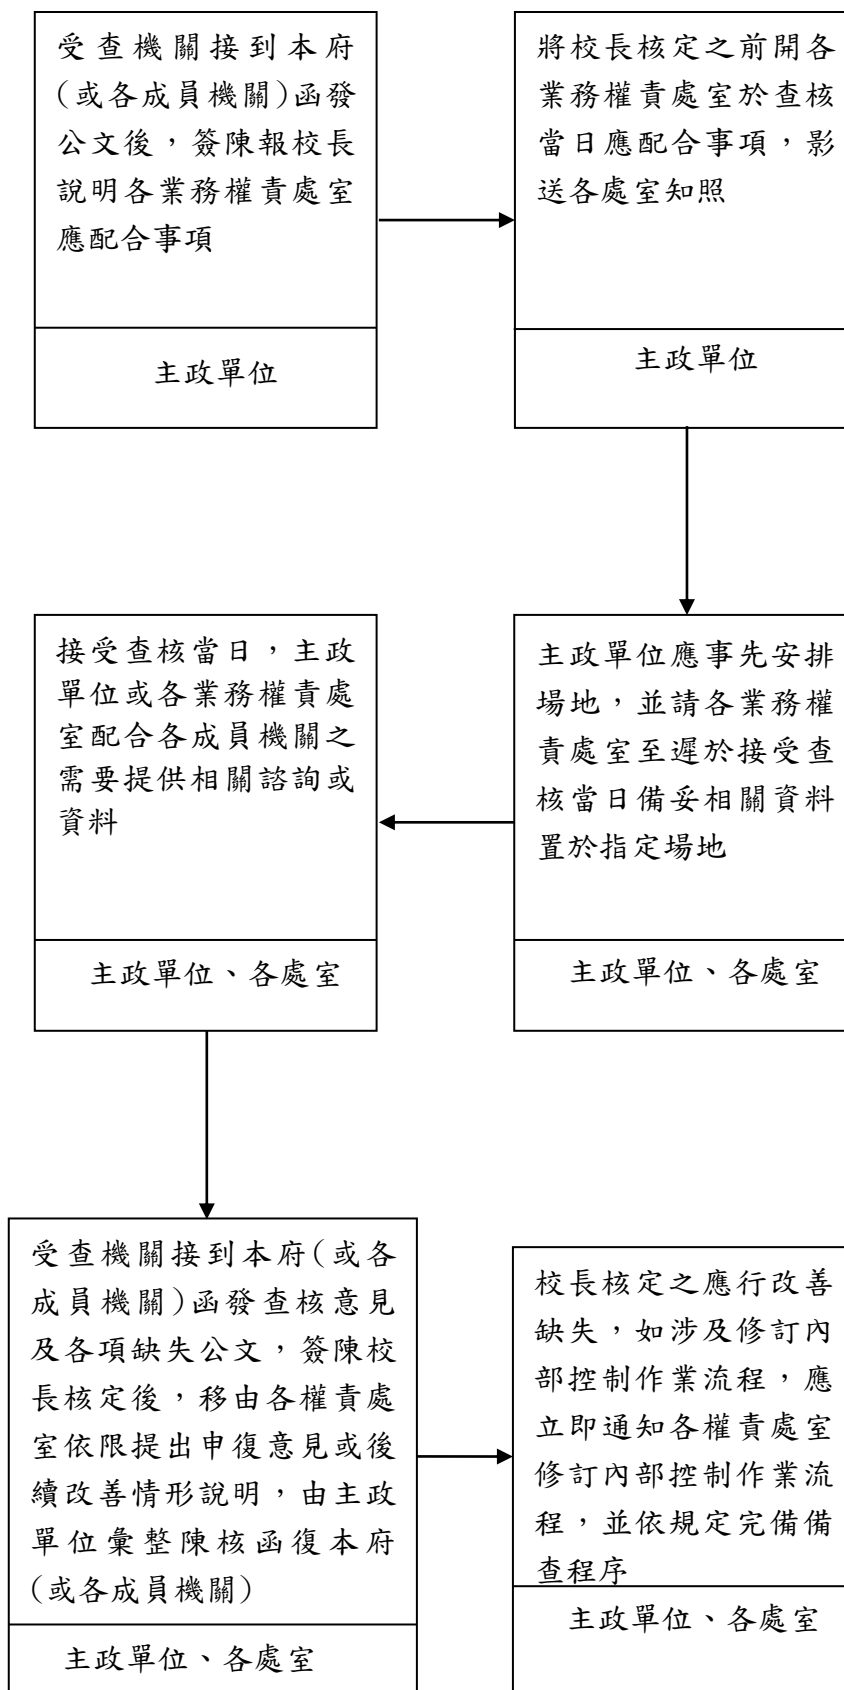 受查機關接到本府
(或各成員機關)函發
公文後，簽陳報校長
說明各業務權責處室
應配合事項
主政單位
將校長核定之前開各
業務權責處室於查核
當日應配合事項，影
送各處室知照
主政單位
主政單位應事先安排
場地，並請各業務權
責處室至遲於接受查
核當日備妥相關資料
置於指定場地
主政單位、各處室
接受查核當日，主政
單位或各業務權責處
室配合各成員機關之
需要提供相關諮詢或
資料
主政單位、各處室
受查機關接到本府(或各
成員機關)函發查核意見
及各項缺失公文，簽陳校
長核定後，移由各權責處
室依限提出申復意見或後
續改善情形說明，由主政
單位彙整陳核函復本府
(或各成員機關)
主政單位、各處室
校長核定之應行改善
缺失，如涉及修訂內
部控制作業流程，應
立即通知各權責處室
修訂內部控制作業流
程，並依規定完備備
查程序
主政單位、各處室